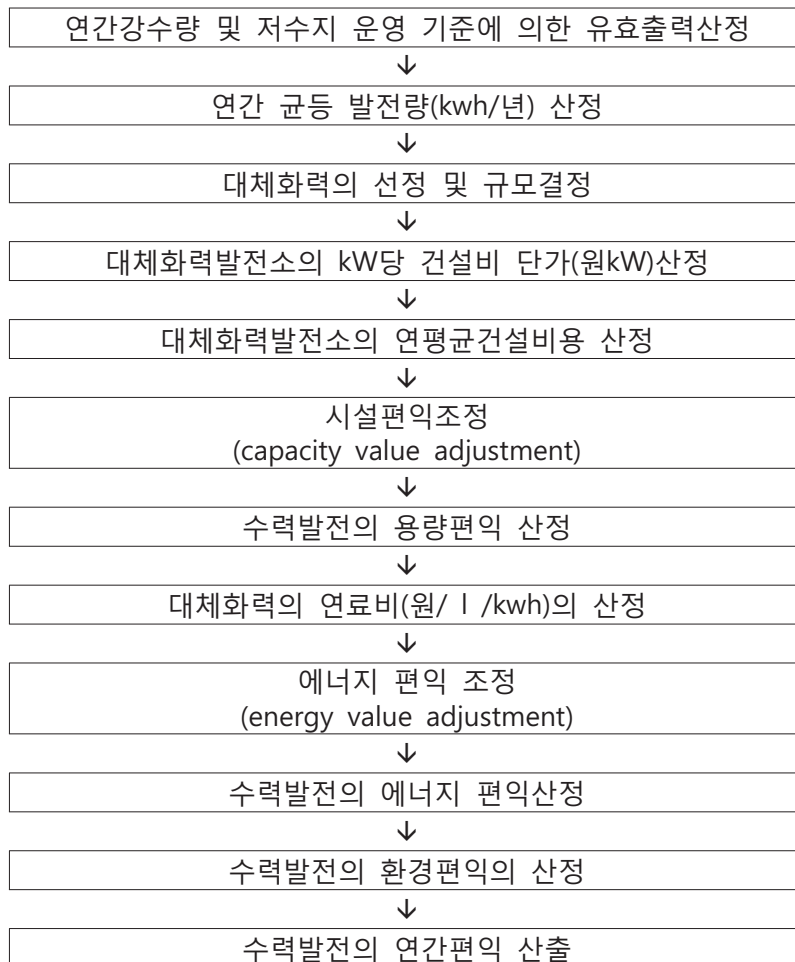 연간강수량 및 저수지 운영 기준에 의한 유효출력산정
↓
연간 균등 발전량(kwh/년) 산정
↓
대체화력의 선정 및 규모결정
↓
대체화력발전소의 kW당 건설비 단가(원kW)산정
↓
대체화력발전소의 연평균건설비용 산정
↓
시설편익조정
(capacity value adjustment)
↓
수력발전의 용량편익 산정
↓
대체화력의 연료비(원/ l /kwh)의 산정
↓
에너지 편익 조정
(energy value adjustment)
↓
수력발전의 에너지 편익산정
↓
수력발전의 환경편익의 산정
↓
수력발전의 연간편익 산출